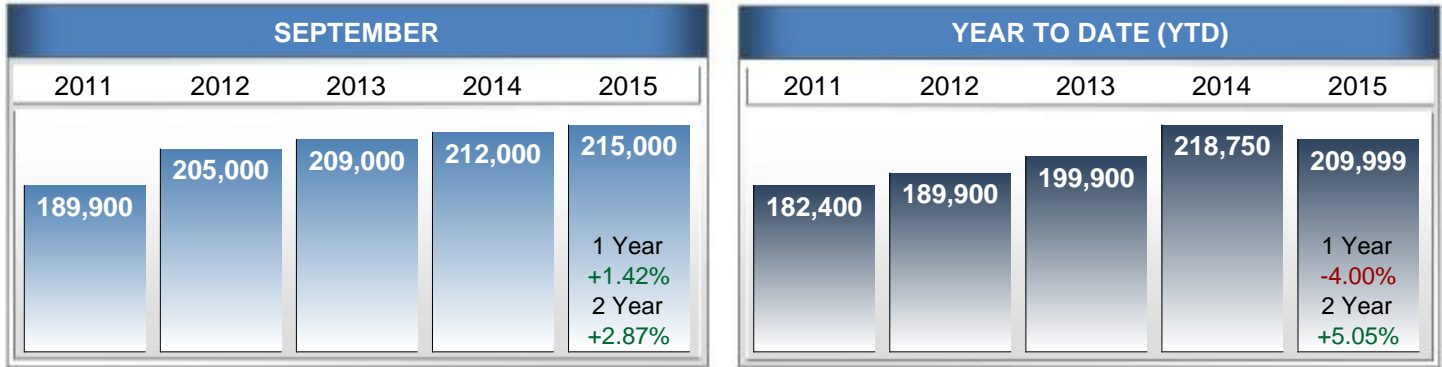 SEPTEMBER
2011 2012 2013 2014 2015
189,900 205,000 209,000 212,000 215,000
1 Year
+1.42%
2 Year
+2.87%
YEAR TO DATE (YTD)
2011 2012 2013 2014 2015
182,400 189,900 199,900 218,750 209,999
1 Year
-4.00%
2 Year
+5.05%